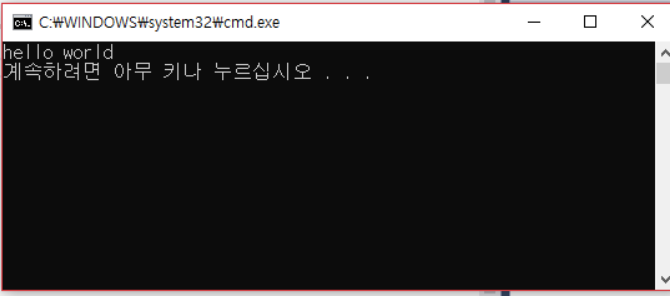 C:₩WINDOWS₩system32₩cmd.exe
hello world
계속하려면 아무 키나 누르십시오 . . .